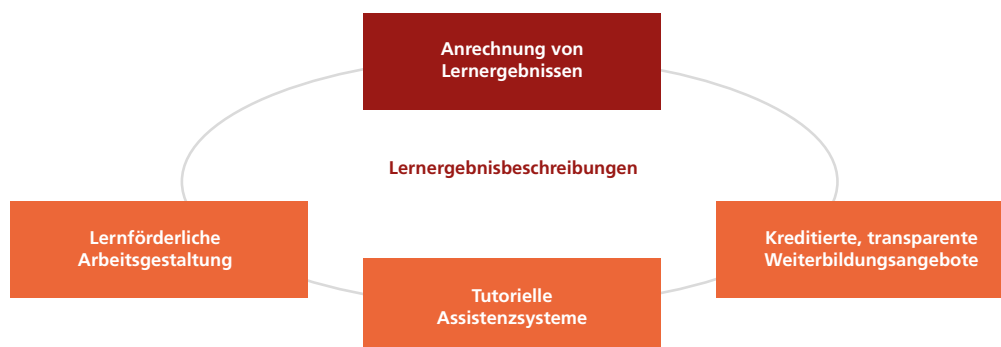 Anrechnung von
Lernergebnissen
Lernergebnisbeschreibungen
Lernförderliche
Arbeitsgestaltung
Kreditierte, transparente
Weiterbildungsangebote
Tutorielle
Assistenzsysteme